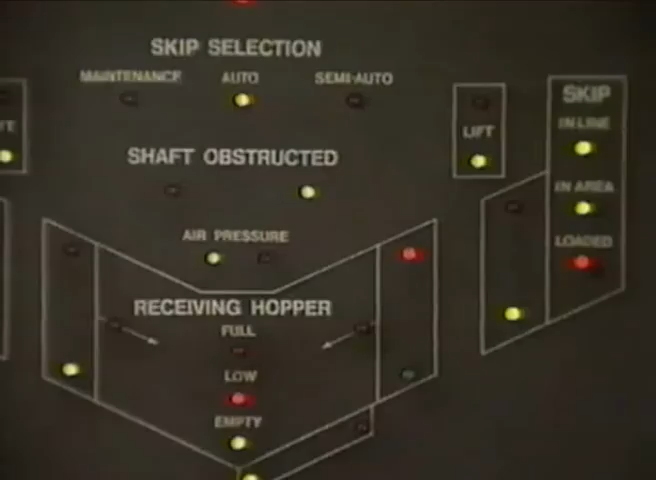 SKIP SELECTION
MAINTENANCE AUTO SEMI-AUTO
SKIP
IN LINE
LIFT
SHAFT OBSTRUCTED
IN AREA
AIR PRESSURE
LOADED
RECEIVING HOPPER
FULL
LOW
EMPTY